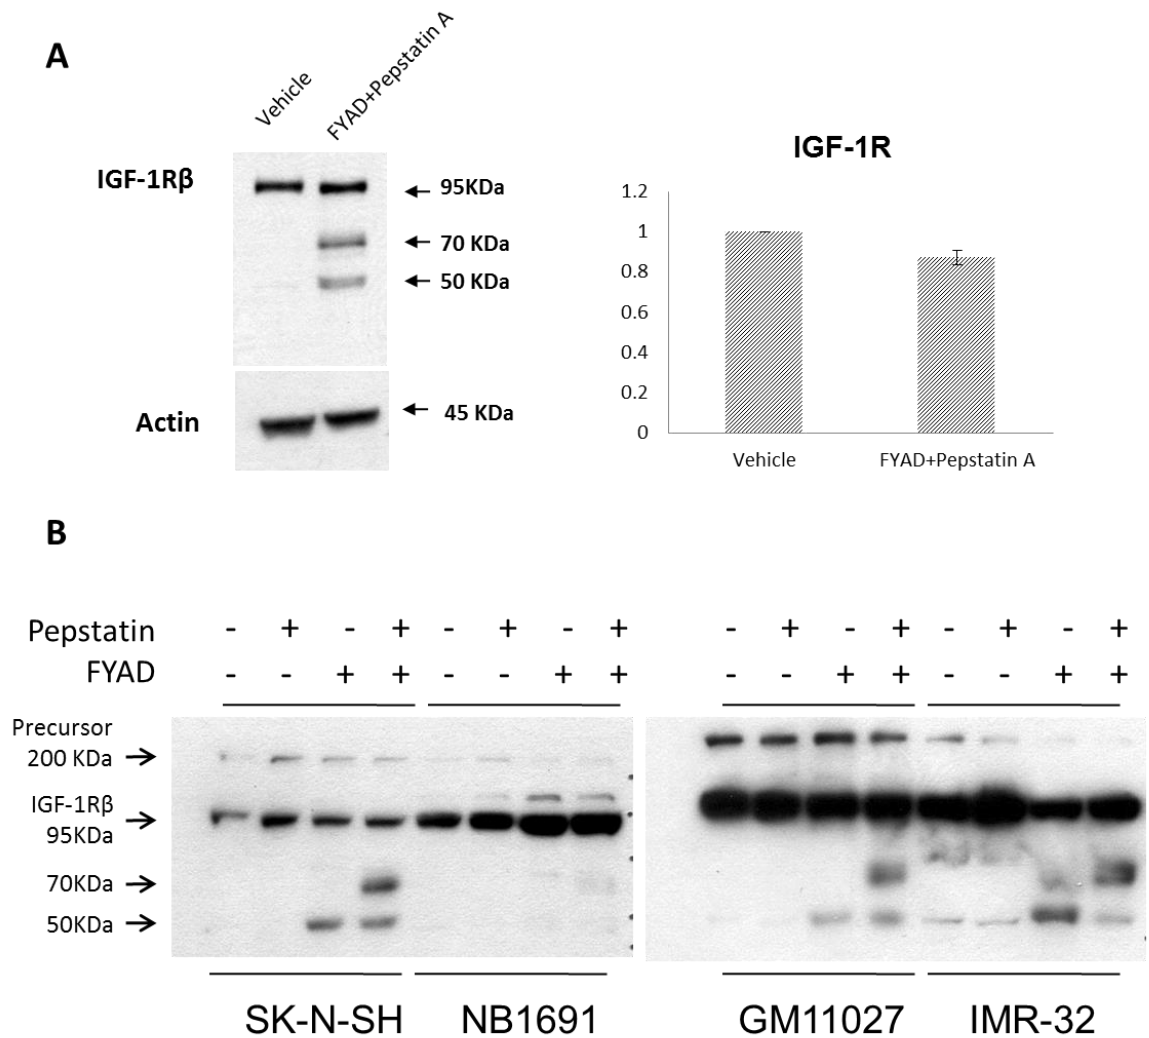 A
Vehicle
FYAD+Pepstatin A
IGF-1Rβ
95KDa
70 KDa
50 KDa
Actin
45 KDa
IGF-1R
1.2
1
0.8
0.6
0.4
0.2
0
Vehicle
FYAD+Pepstatin A
B
Pepstatin - + - + - + - + - + - + - + - +
FYAD - - + + - - + + - - + + - - + +
Precursor
200 KDa
IGF-1Rβ
95KDa
70KDa
50KDa
SK-N-SH NB1691 GM11027 IMR-32